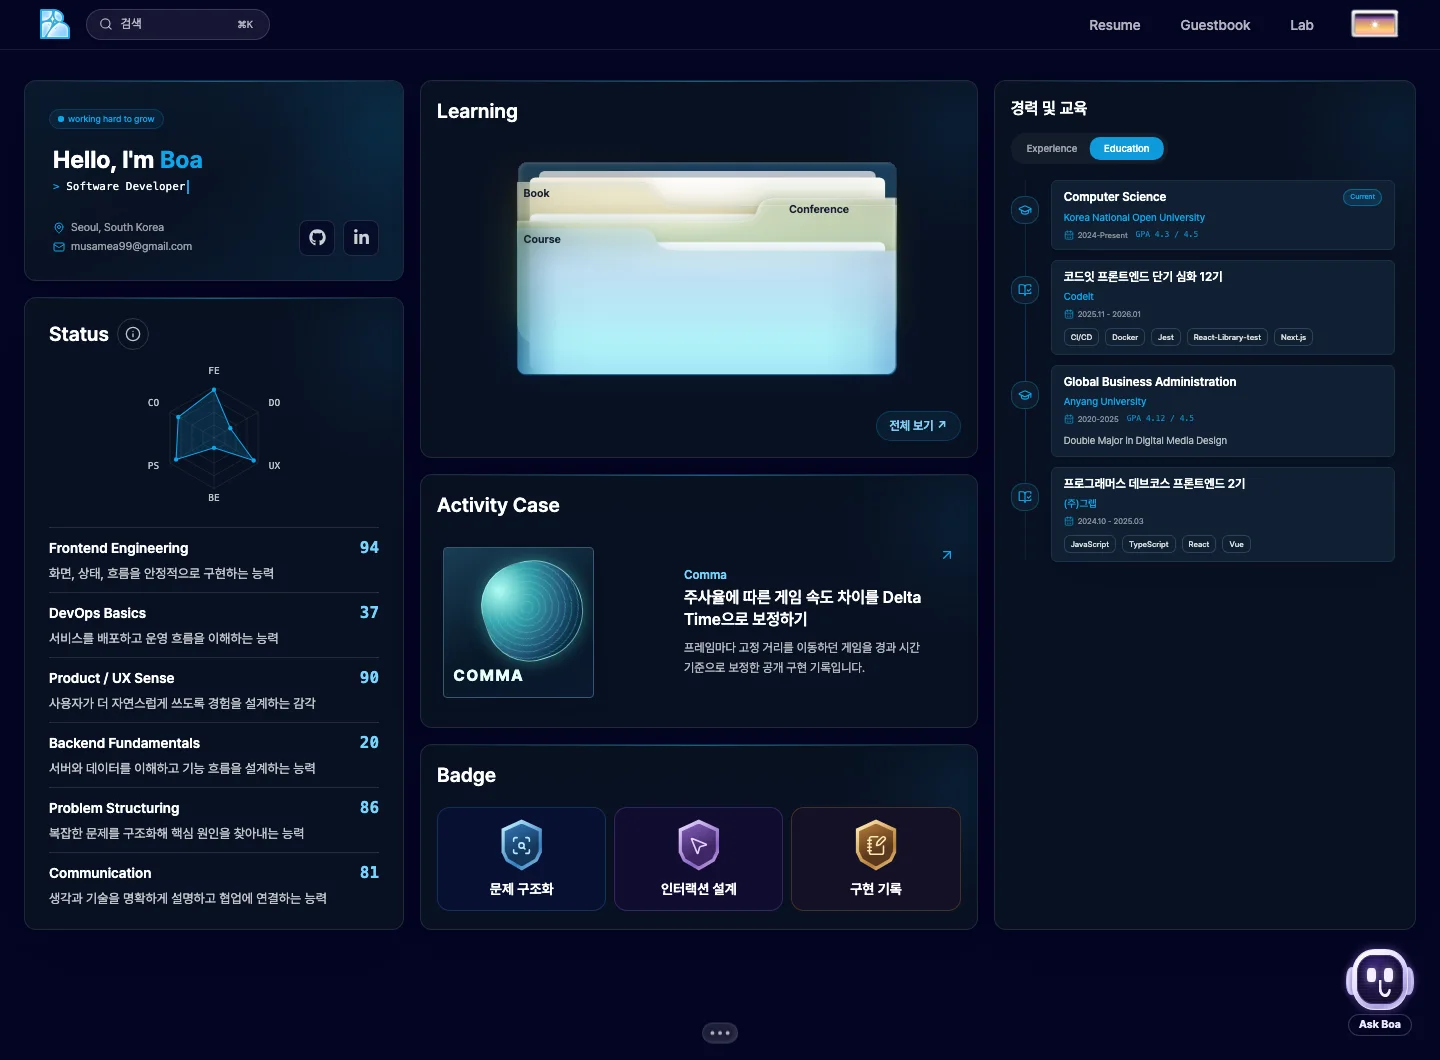 검색
⌘K
Resume
Guestbook
Lab
working hard to grow
Hello, I'm Boa
> Software Developer
Seoul, South Korea
musamea99@gmail.com
in
Status
FE
DO
UX
BE
PS
CO
Frontend Engineering
94
화면, 상태, 흐름을 안정적으로 구현하는 능력
DevOps Basics
37
서비스를 배포하고 운영 흐름을 이해하는 능력
Product / UX Sense
90
사용자가 더 자연스럽게 쓰도록 경험을 설계하는 감각
Backend Fundamentals
20
서버와 데이터를 이해하고 기능 흐름을 설계하는 능력
Problem Structuring
86
복잡한 문제를 구조화해 핵심 원인을 찾아내는 능력
Communication
81
생각과 기술을 명확하게 설명하고 협업에 연결하는 능력
Learning
Book
Conference
Course
전체 보기
Activity Case
COMMA
Comma
주사율에 따른 게임 속도 차이를 Delta
Time으로 보정하기
프레임마다 고정 거리를 이동하던 게임을 경과 시간
기준으로 보정한 공개 구현 기록입니다.
Badge
문제 구조화
인터랙션 설계
구현 기록
경력 및 교육
Experience
Education
Computer Science
Current
Korea National Open University
2024-Present GPA 4.3 / 4.5
코드잇 프론트엔드 단기 심화 12기
Codeit
2025.11 - 2026.01
CI/CD
Docker
Jest
React-Library-test
Next.js
Global Business Administration
Anyang University
2020-2025 GPA 4.12 / 4.5
Double Major in Digital Media Design
프로그래머스 데브코스 프론트엔드 2기
(주)그렙
2024.10 - 2025.03
JavaScript
TypeScript
React
Vue
Ask Boa